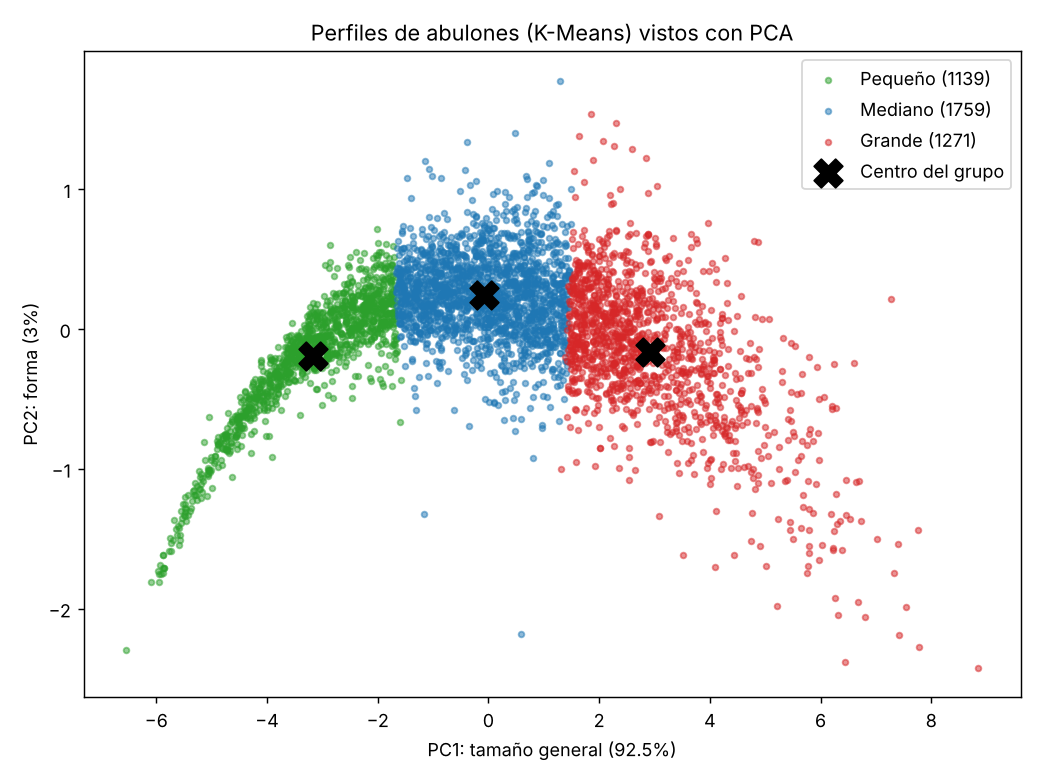 Perfiles de abulones (K-Means) vistos con PCA
Pequeño (1139)
Mediano (1759)
Grande (1271)
Centro del grupo
PC2: forma (3%)
1
0
−1
−2
−6
−4
−2
0
2
4
6
8
PC1: tamaño general (92.5%)